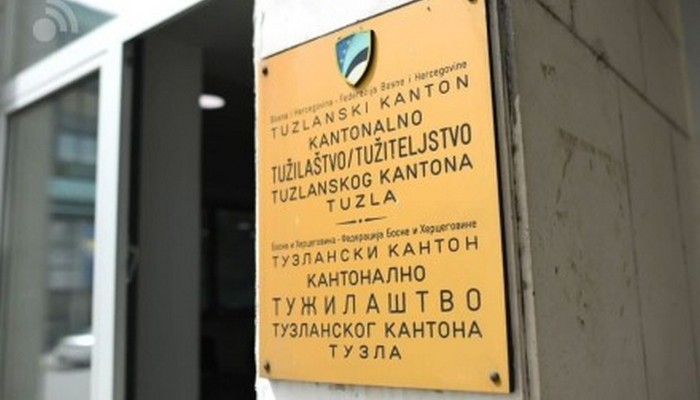 Bosna i Hercegovina - Federacija Bosne i Hercegovine
TUZLANSKI KANTON
KANTONALNO
TUŽILAŠTVO/TUŽITELJSTVO
TUZLANSKOG KANTONA
TUZLA
Босна и Херцеговина - Федерација Босне и Херцеговине
ТУЗЛАНСКИ КАНТОН
КАНТОНАЛНО
ТУЖИЛАШТВО
ТУЗЛАНСКОГ КАНТОНА
ТУЗЛА